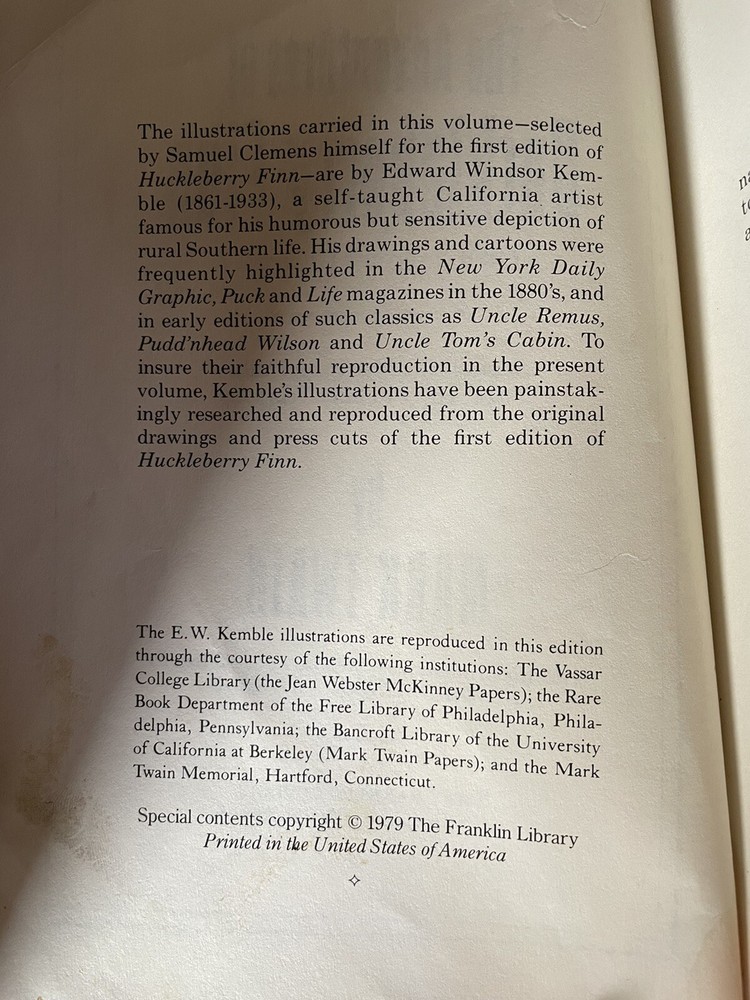 The illustrations carried in this volume—selected
by Samuel Clemens himself for the first edition of
Huckleberry Finn—are by Edward Windsor Kem-
ble (1861-1933), a self-taught California artist
famous for his humorous but sensitive depiction of
rural Southern life. His drawings and cartoons were
frequently highlighted in the New York Daily
Graphic, Puck and Life magazines in the 1880's, and
in early editions of such classics as Uncle Remus,
Pudd'nhead Wilson and Uncle Tom's Cabin. To
insure their faithful reproduction in the present
volume, Kemble's illustrations have been painstak-
ingly researched and reproduced from the original
drawings and press cuts of the first edition of
Huckleberry Finn.
The E.W. Kemble illustrations are reproduced in this edition
through the courtesy of the following institutions: The Vassar
College Library (the Jean Webster McKinney Papers); the Rare
Book Department of the Free Library of Philadelphia, Phila-
delphia, Pennsylvania; the Bancroft Library of the University
of California at Berkeley (Mark Twain Papers); and the Mark
Twain Memorial, Hartford, Connecticut.
Special contents copyright © 1979 The Franklin Library
Printed in the United States of America